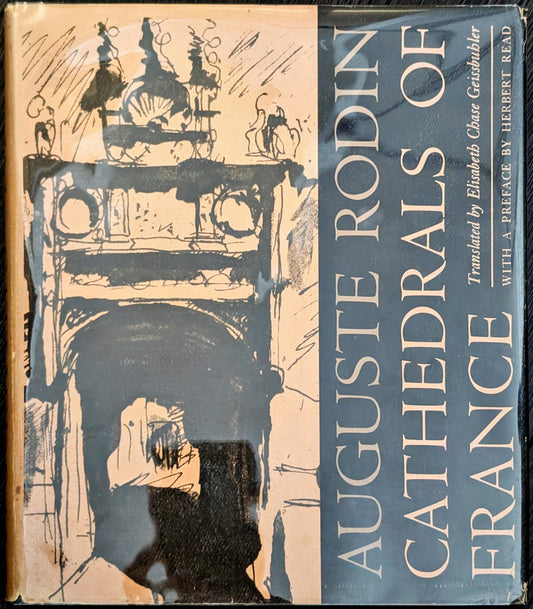 AUGUSTE RODIN
CATHEDRALS OF
FRANCE
Translated by Elisabeth Chase Geissbuhler
WITH A PREFACE BY HERBERT READ